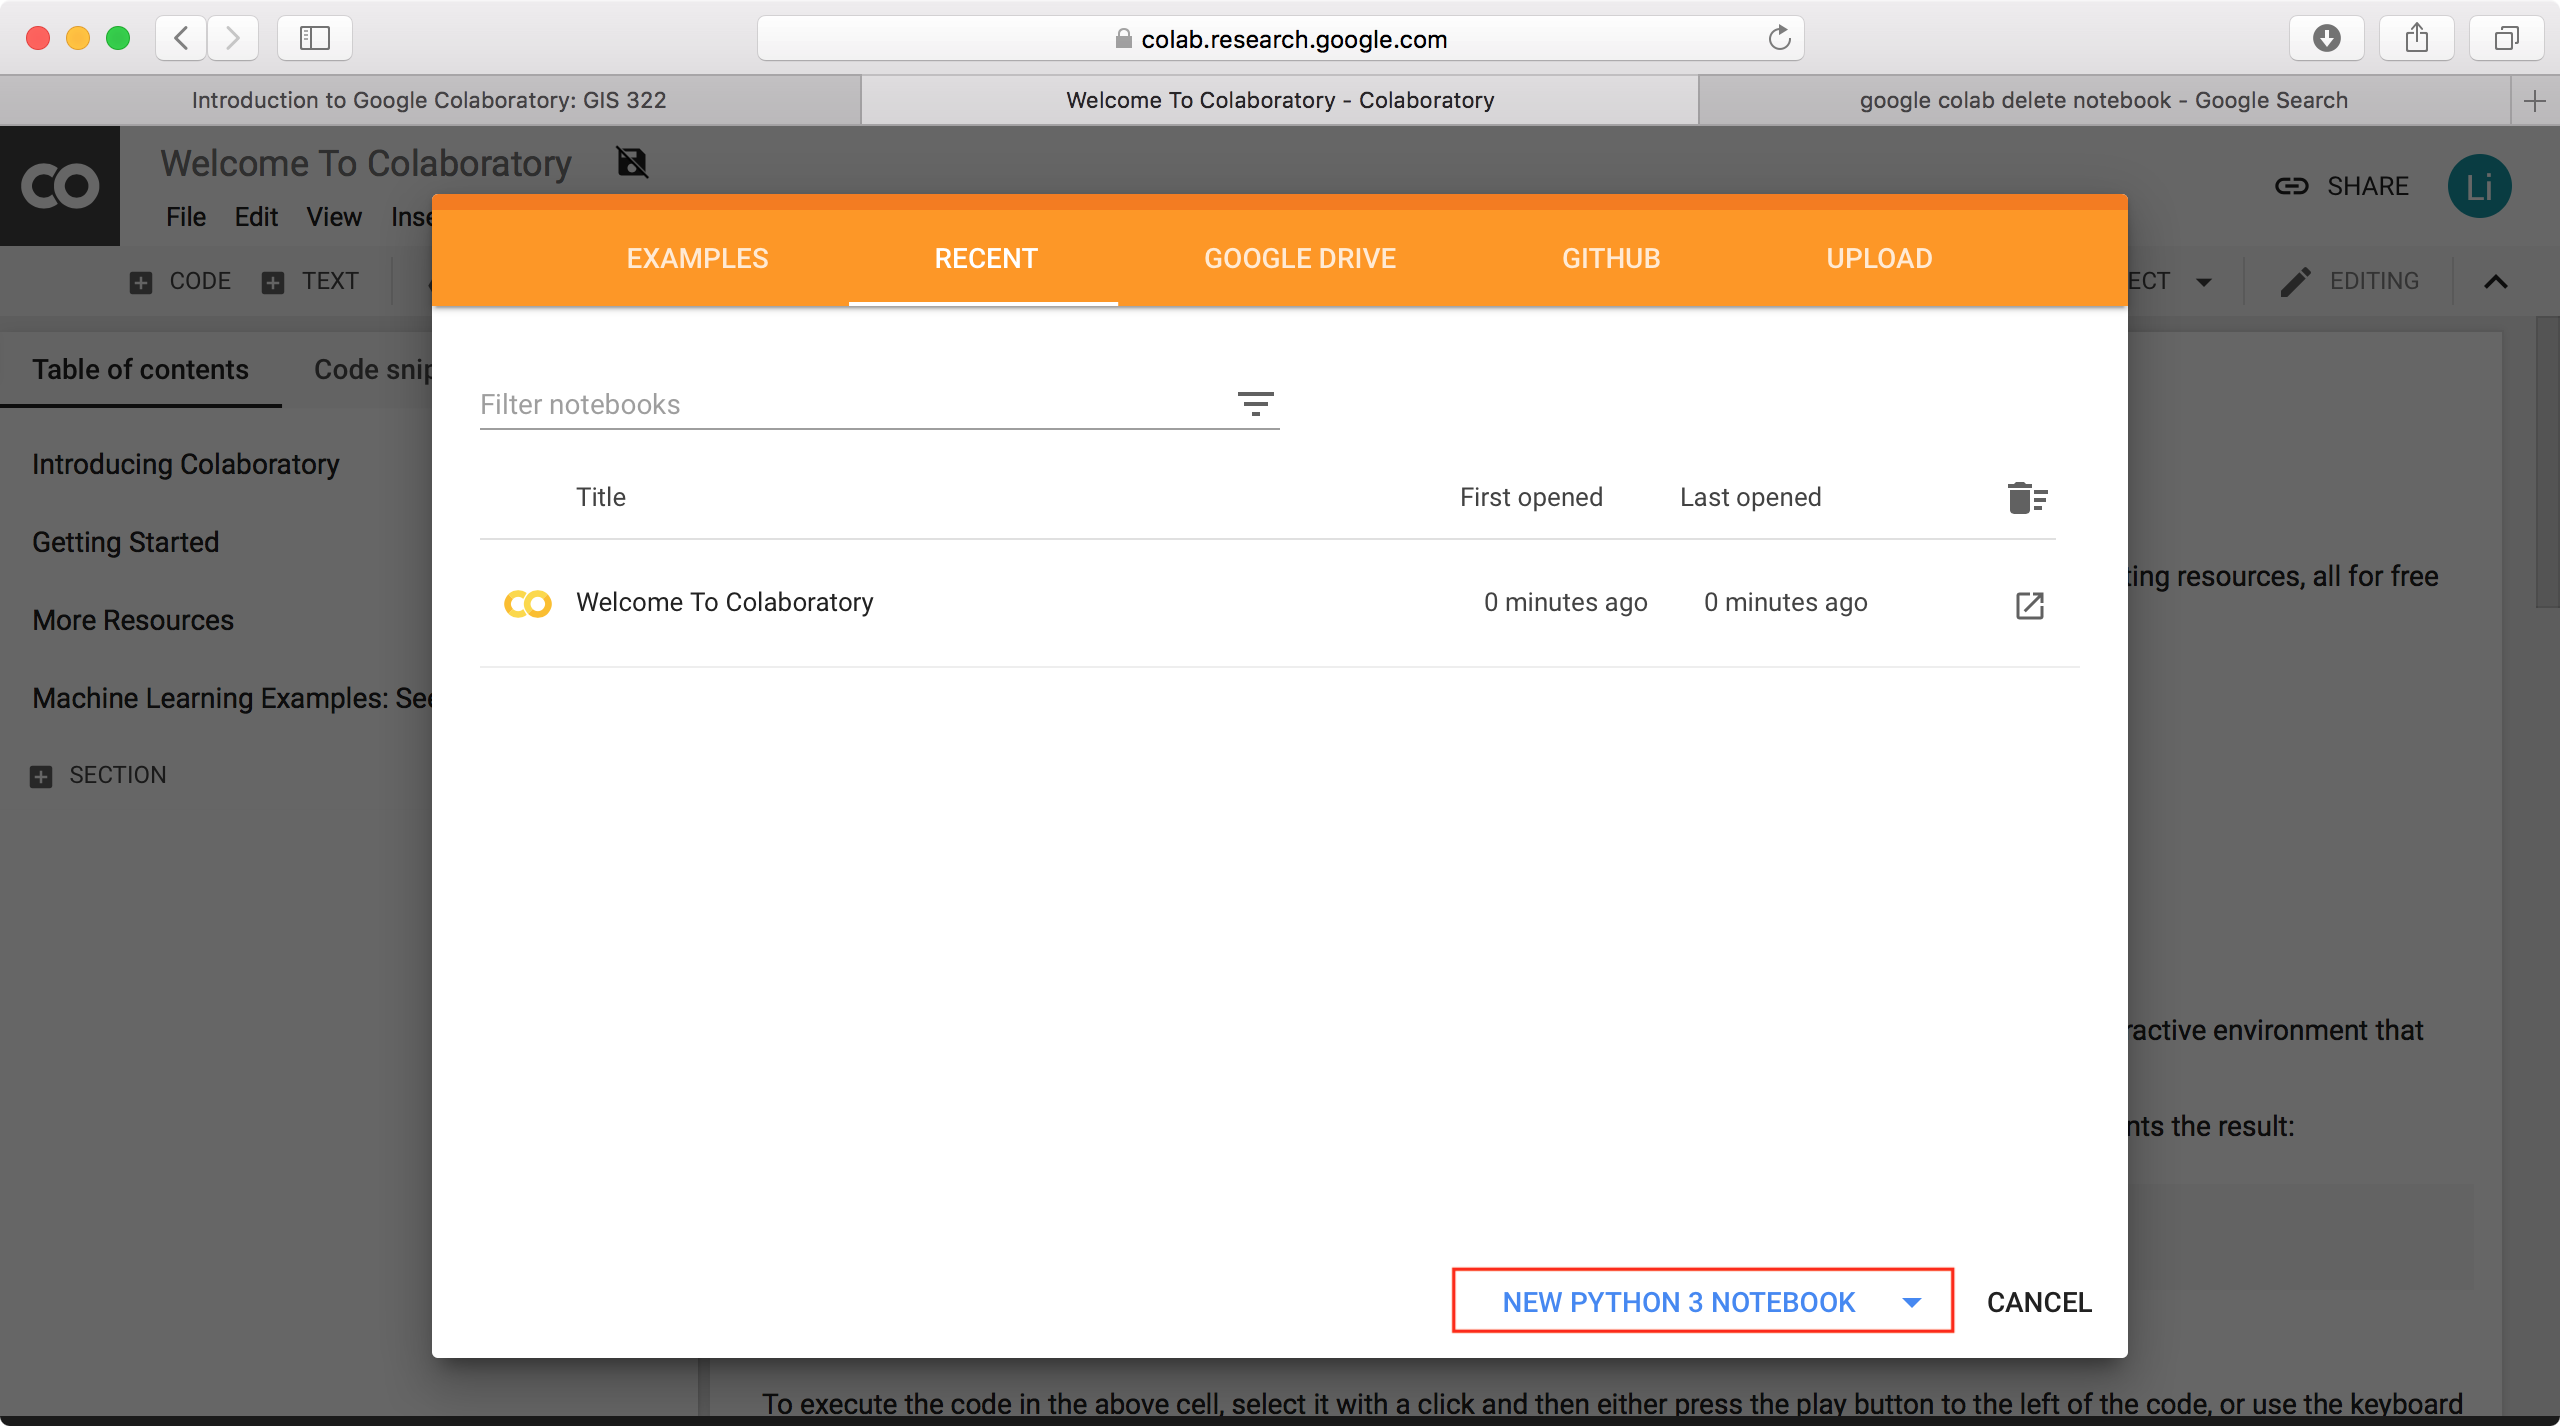 colab.research.google.com
Introduction to Google Colaboratory: GIS 322
Welcome To Colaboratory - Colaboratory
google colab delete notebook - Google Search
CO
Welcome To Colaboratory
File Edit View Inse
SHARE
Li
CODE TEXT
ECT
EDITING
EXAMPLES RECENT GOOGLE DRIVE GITHUB UPLOAD
Table of contents
Code snip
Introducing Colaboratory
Getting Started
More Resources
Machine Learning Examples: See
SECTION
Filter notebooks
Title First opened Last opened
Welcome To Colaboratory 0 minutes ago 0 minutes ago
NEW PYTHON 3 NOTEBOOK
CANCEL
ting resources, all for free
ractive environment that
nts the result:
To execute the code in the above cell, select it with a click and then either press the play button to the left of the code, or use the keyboard